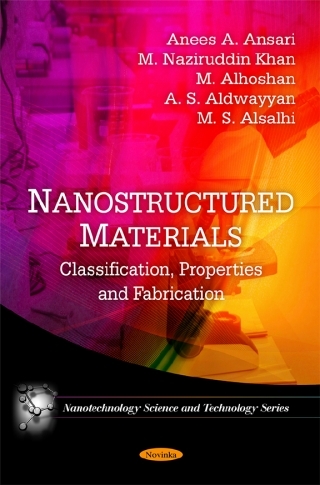 Anees A. Ansari
M. Naziruddin Khan
M. Alhoshan
A. S. Aldwayyan
M. S. Alsalhi
NANOSTRUCTURED
MATERIALS
Classification, Properties
and Fabrication
Nanotechnology Science and Technology Series
Novinka